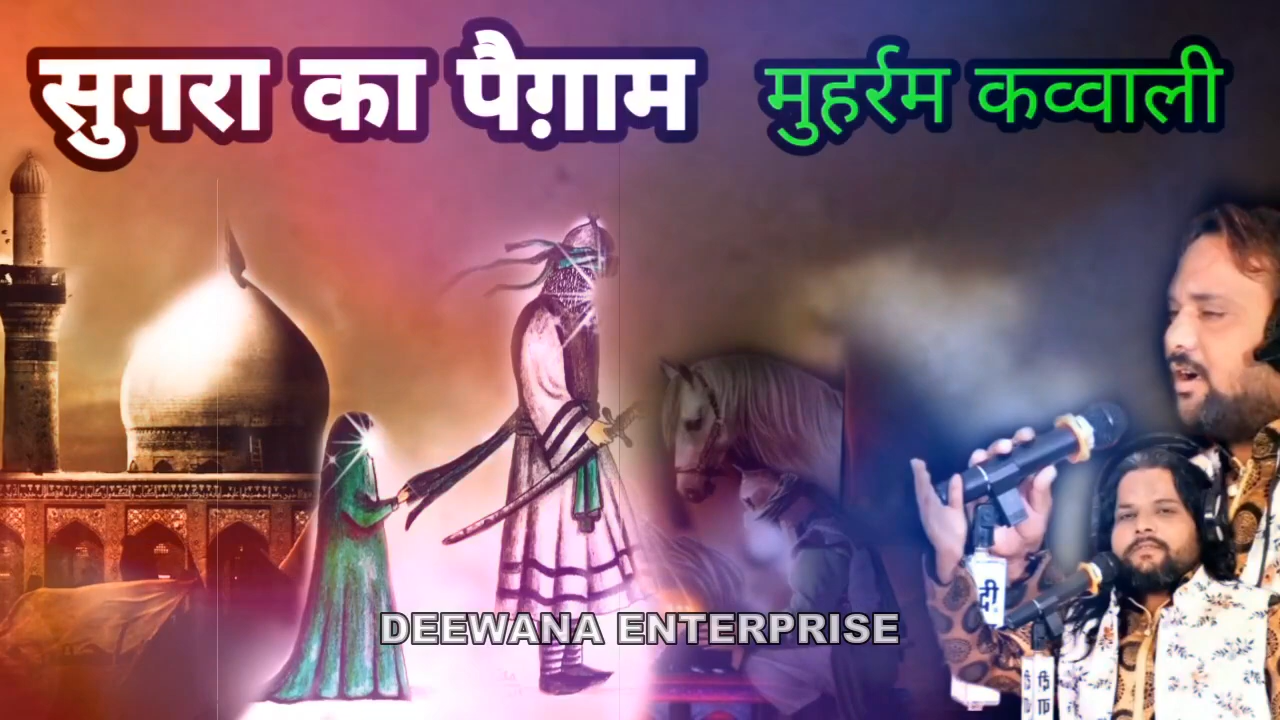 सुगरा का पैग़ाम मुहर्रम कव्वाली
DEEWANA ENTERPRISE
दी